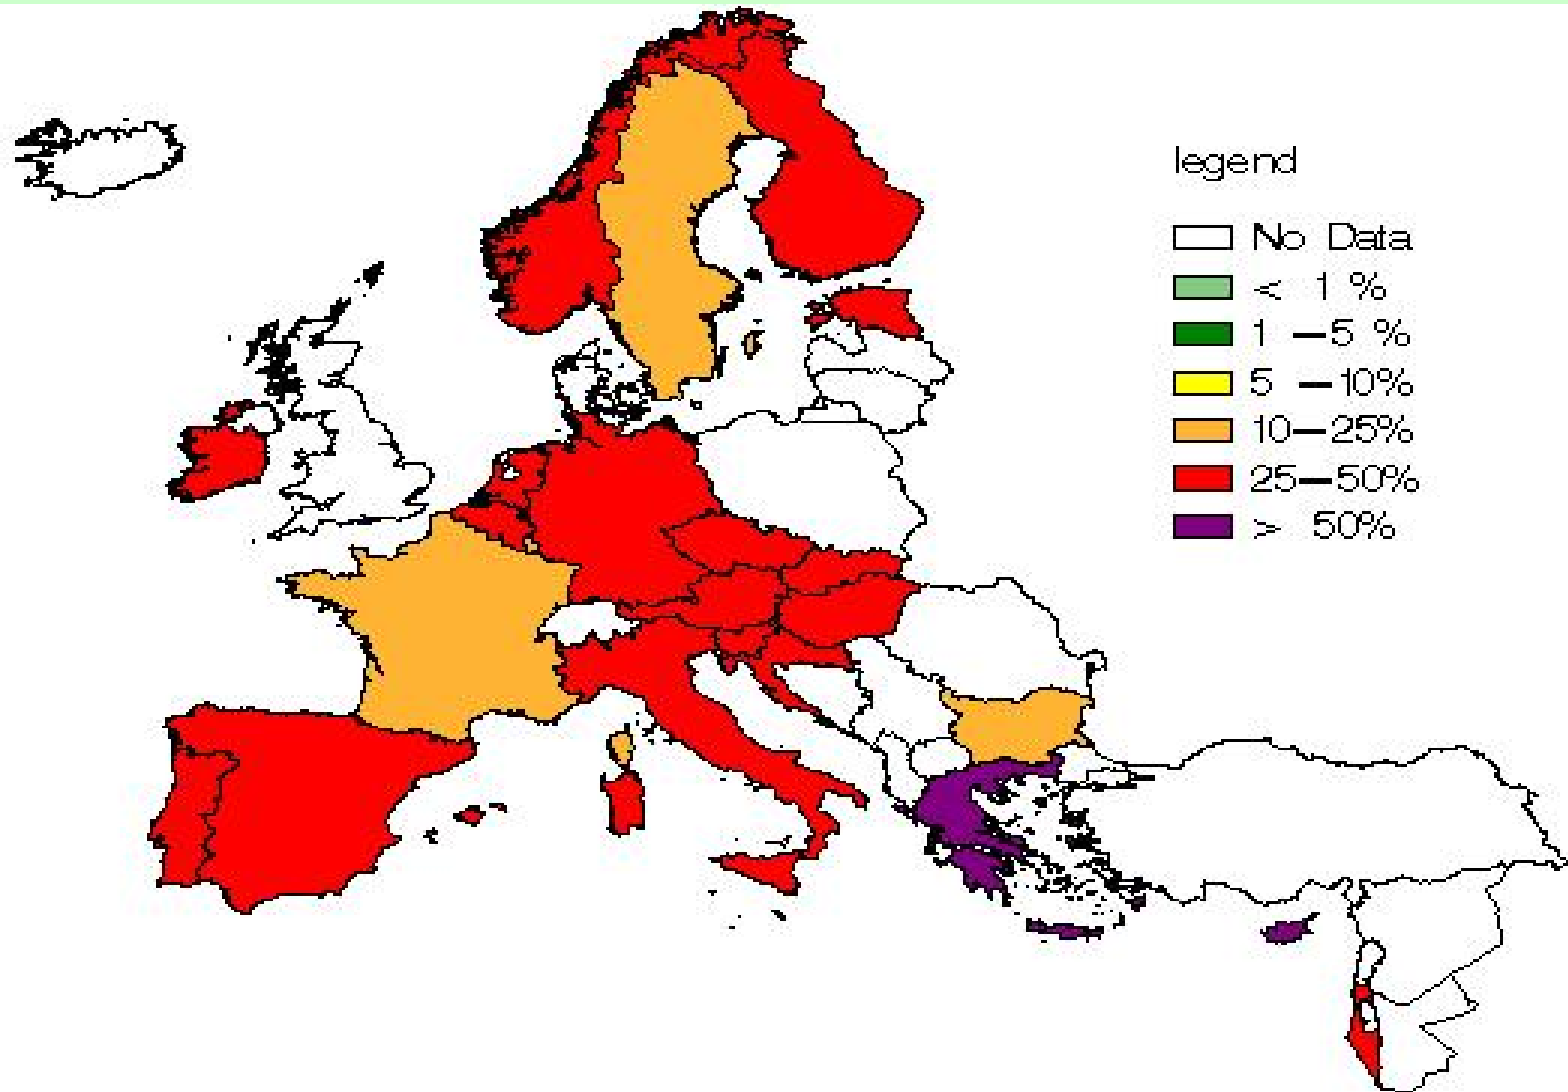 legend
No Data
< 1 %
1 –5 %
5 –10%
10–25%
25–50%
> 50%